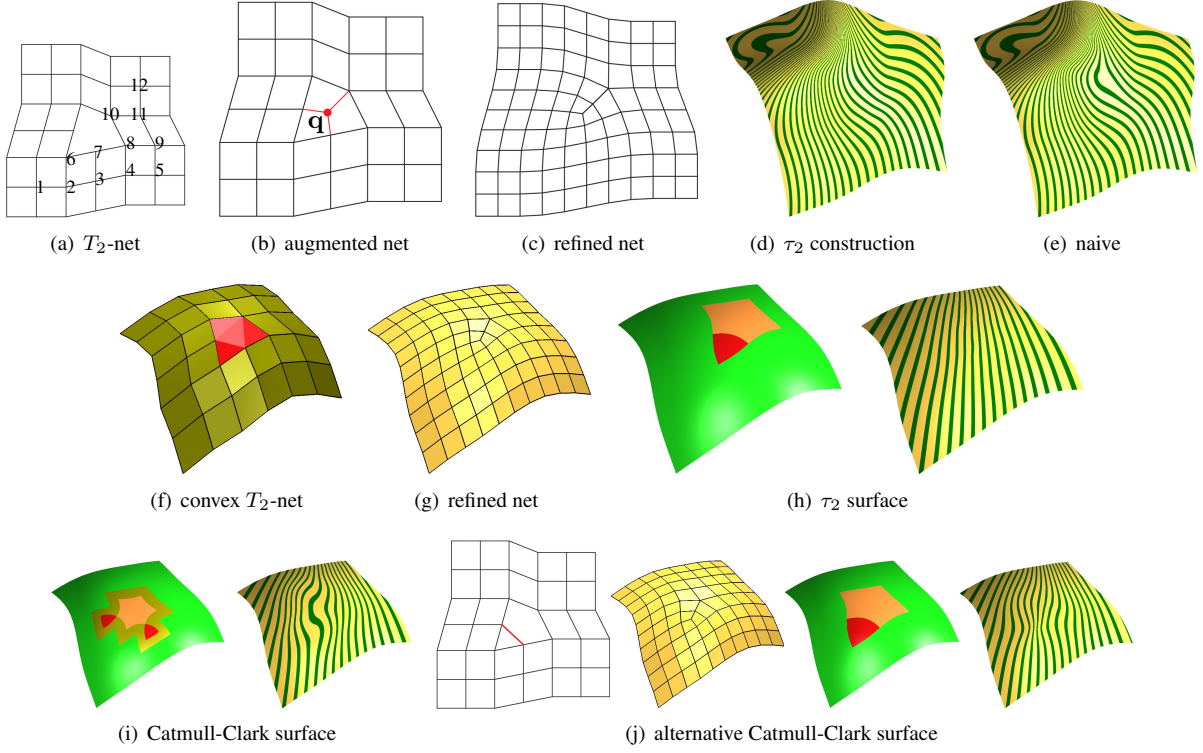 12
10 11
8 9
6 7
4 5
1 2 3
q
(a) T₂-net
(b) augmented net
(c) refined net
(d) τ₂ construction
(e) naive
(f) convex T₂-net
(g) refined net
(h) τ₂ surface
(i) Catmull-Clark surface
(j) alternative Catmull-Clark surface